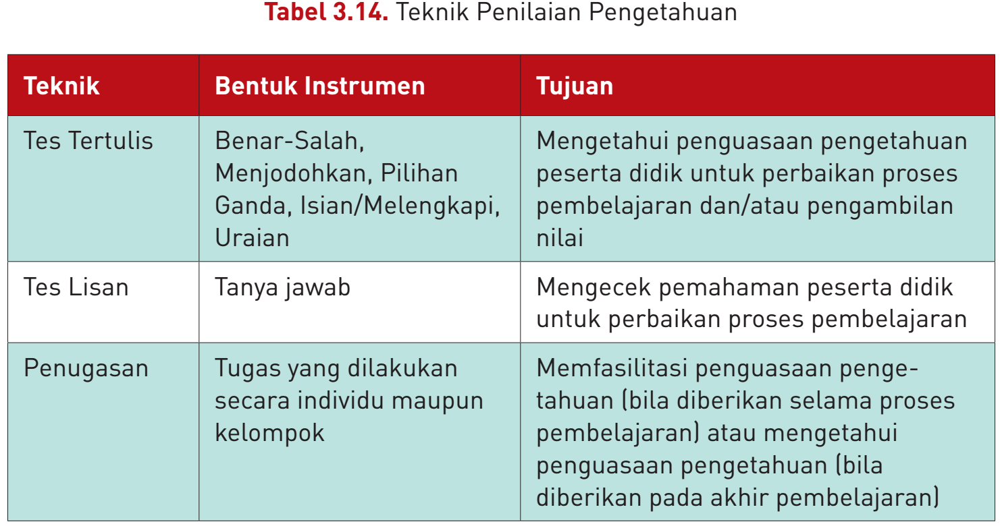 Tabel 3.14. Teknik Penilaian Pengetahuan
Teknik
Bentuk Instrumen
Tujuan
Tes Tertulis
Benar-Salah,
Menjodohkan, Pilihan
Ganda, Isian/Melengkapi,
Uraian
Mengetahui penguasaan pengetahuan
peserta didik untuk perbaikan proses
pembelajaran dan/atau pengambilan
nilai
Tes Lisan
Tanya jawab
Mengecek pemahaman peserta didik
untuk perbaikan proses pembelajaran
Penugasan
Tugas yang dilakukan
secara individu maupun
kelompok
Memfasilitasi penguasaan penge-
tahuan (bila diberikan selama proses
pembelajaran) atau mengetahui
penguasaan pengetahuan (bila
diberikan pada akhir pembelajaran)